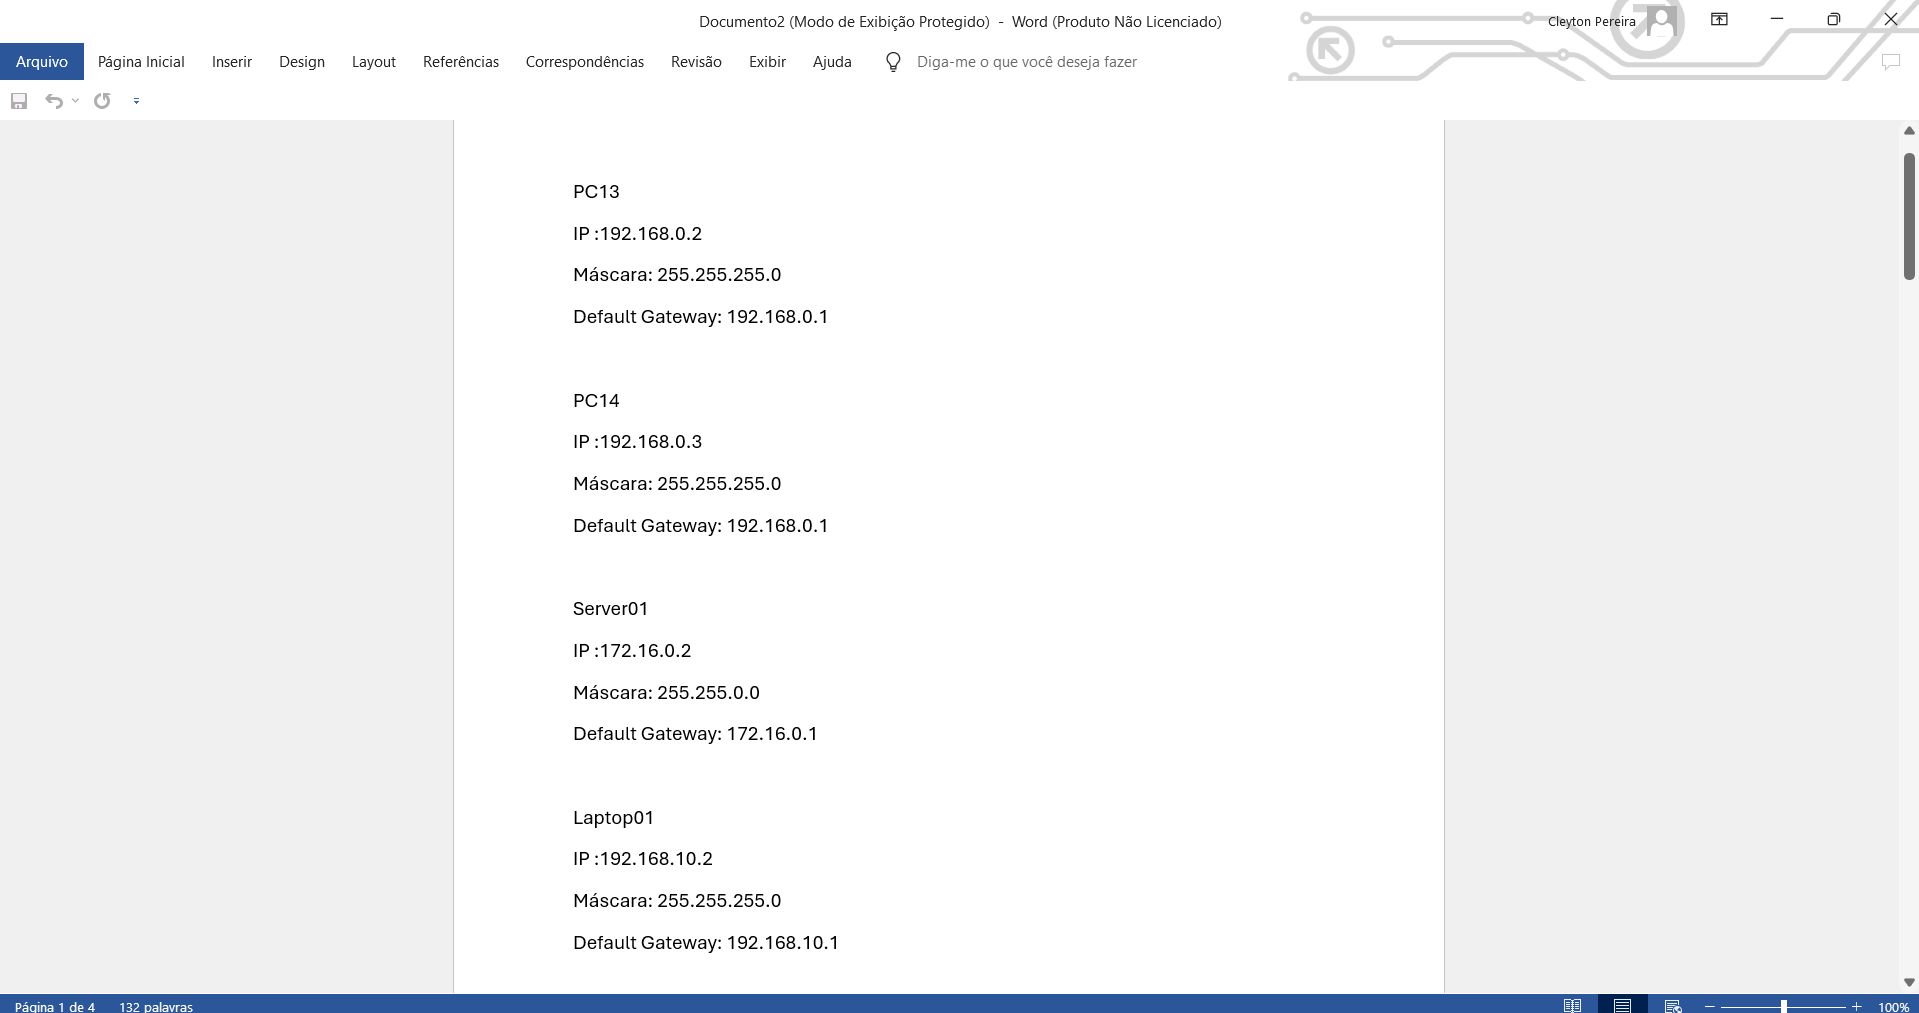 Documento2 (Modo de Exibição Protegido) - Word (Produto Não Licenciado)
Cleyton Pereira
Arquivo Página Inicial Inserir Design Layout Referências Correspondências Revisão Exibir Ajuda Diga-me o que você deseja fazer
PC13
IP :192.168.0.2
Máscara: 255.255.255.0
Default Gateway: 192.168.0.1
PC14
IP :192.168.0.3
Máscara: 255.255.255.0
Default Gateway: 192.168.0.1
Server01
IP :172.16.0.2
Máscara: 255.255.0.0
Default Gateway: 172.16.0.1
Laptop01
IP :192.168.10.2
Máscara: 255.255.255.0
Default Gateway: 192.168.10.1
Página 1 de 4 132 palavras 100%